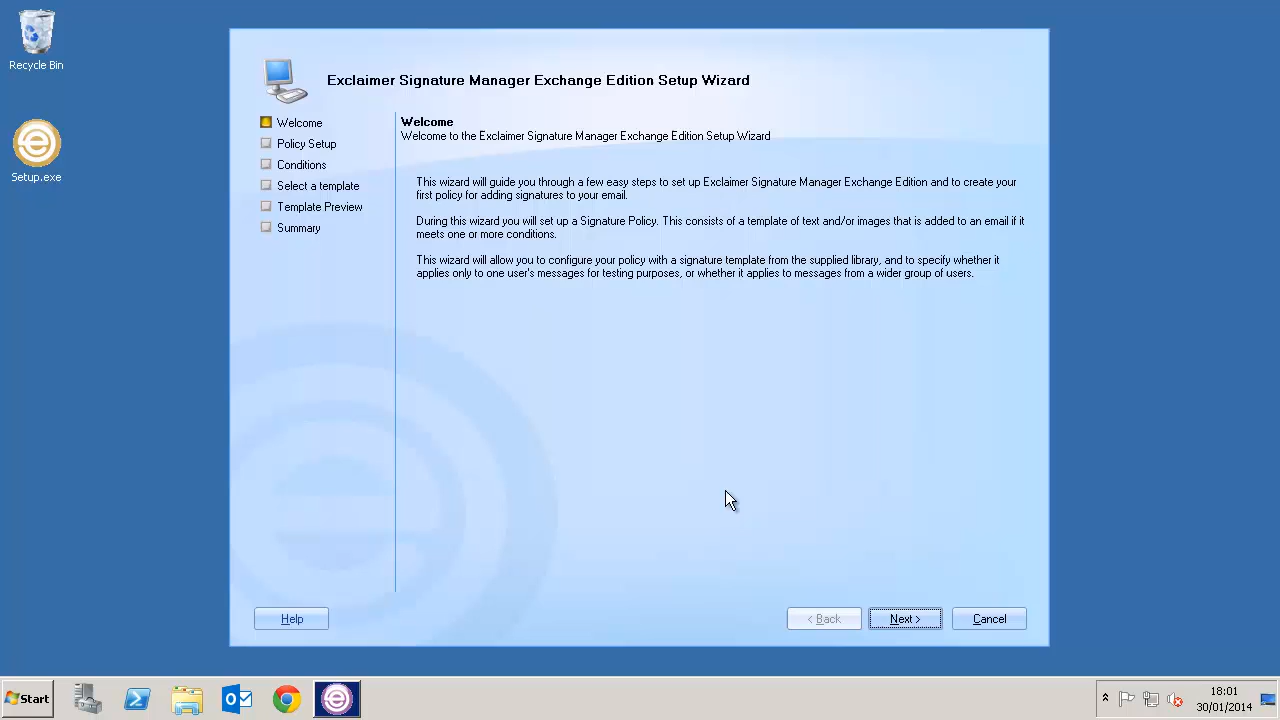 Recycle Bin
Setup.exe
Exclaimer Signature Manager Exchange Edition Setup Wizard
Welcome
Policy Setup
Conditions
Select a template
Template Preview
Summary
Welcome
Welcome to the Exclaimer Signature Manager Exchange Edition Setup Wizard
This wizard will guide you through a few easy steps to set up Exclaimer Signature Manager Exchange Edition and to create your
first policy for adding signatures to your email.
During this wizard you will set up a Signature Policy. This consists of a template of text and/or images that is added to an email if it
meets one or more conditions.
This wizard will allow you to configure your policy with a signature template from the supplied library, and to specify whether it
applies only to one user's messages for testing purposes, or whether it applies to messages from a wider group of users.
Help
< Back
Next >
Cancel
Start
18:01
30/01/2014